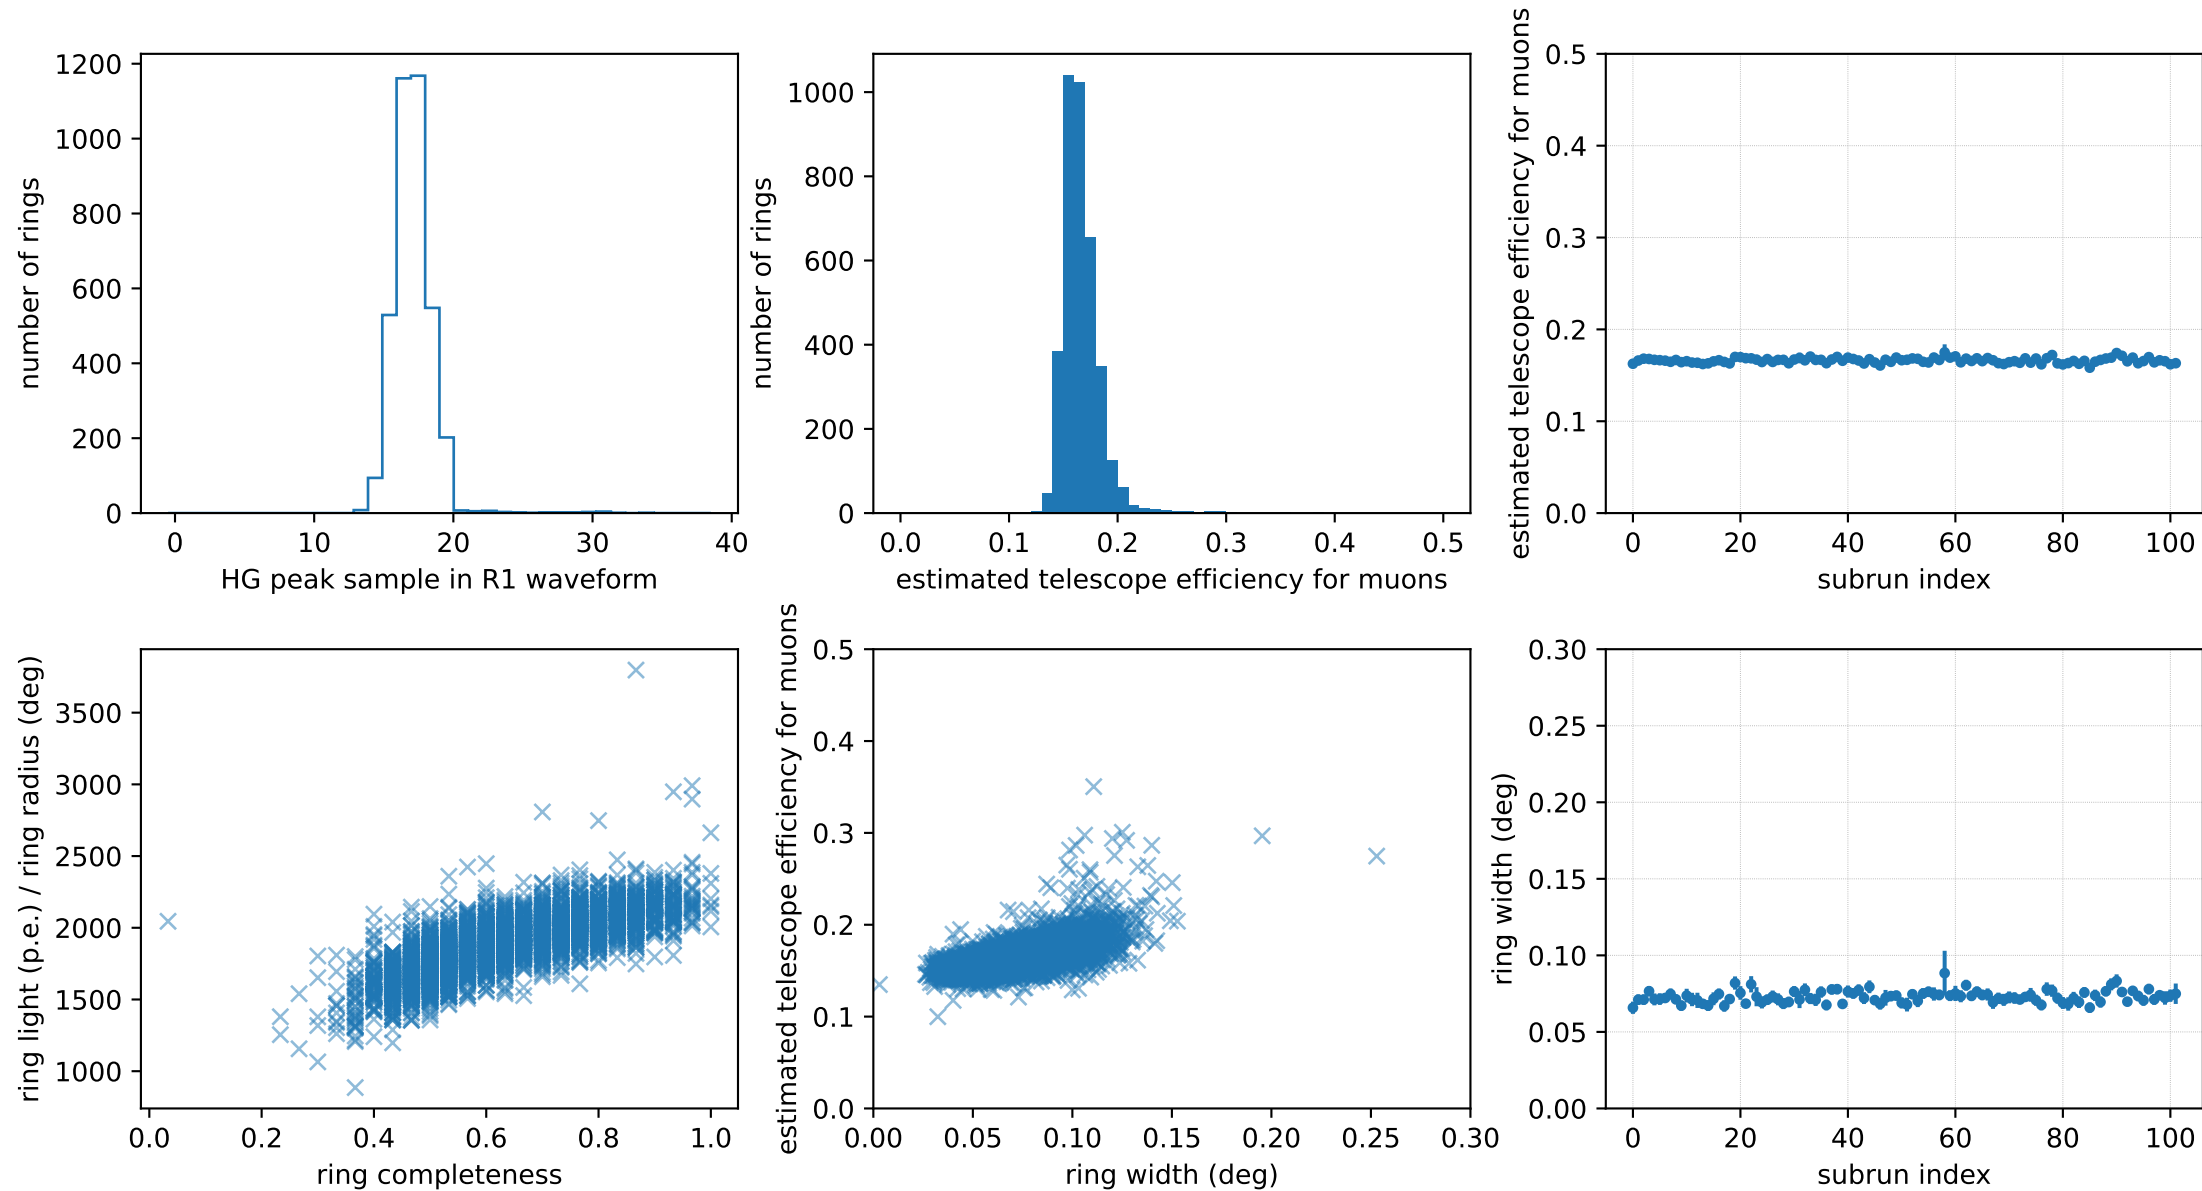 number of rings
1200
1000
800
600
400
200
0
0 10 20 30 40
HG peak sample in R1 waveform
number of rings
1000
800
600
400
200
0
0.0 0.1 0.2 0.3 0.4 0.5
estimated telescope efficiency for muons
estimated telescope efficiency for muons
0.5
0.4
0.3
0.2
0.1
0.0
0 20 40 60 80 100
subrun index
ring light (p.e.) / ring radius (deg)
3500
3000
2500
2000
1500
1000
0.0 0.2 0.4 0.6 0.8 1.0
ring completeness
estimated telescope efficiency for muons
0.5
0.4
0.3
0.2
0.1
0.0
0.00 0.05 0.10 0.15 0.20 0.25 0.30
ring width (deg)
ring width (deg)
0.30
0.25
0.20
0.15
0.10
0.05
0.00
0 20 40 60 80 100
subrun index